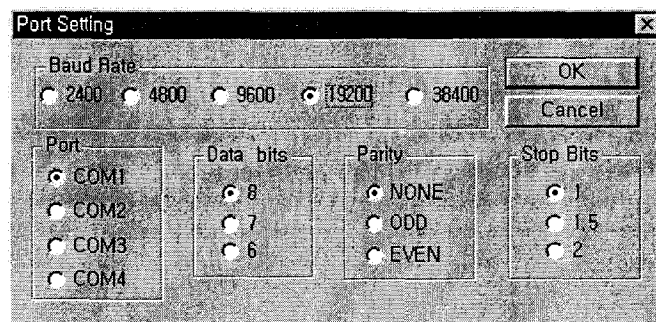 Port Setting
Baud Rate
2400 4800 9600 19200 38400
OK
Cancel
Port
COM1
COM2
COM3
COM4
Data bits
8
7
6
Parity
NONE
ODD
EVEN
Stop Bits
1
1.5
2